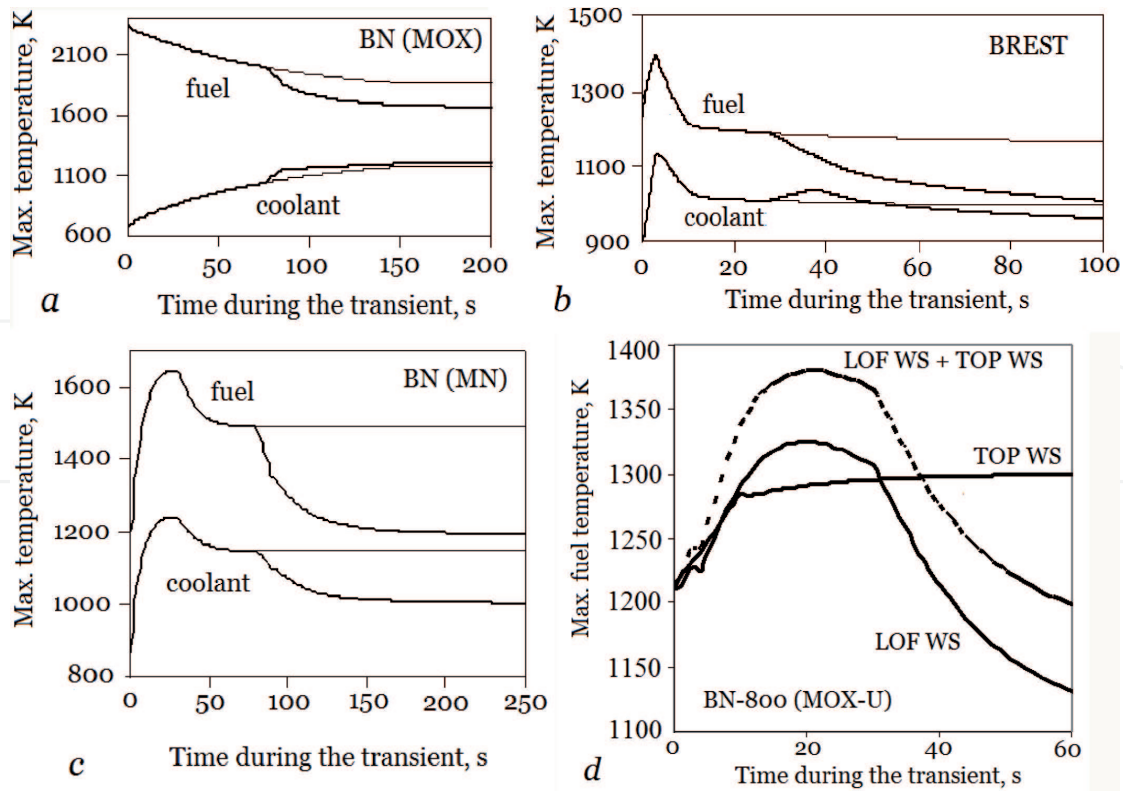 BN (MOX)
Max. temperature, K
2100
1600
1100
600
fuel
coolant
0 50 100 150 200
a
Time during the transient, s
BREST
Max. temperature, K
1500
1300
1100
900
fuel
coolant
0 20 40 60 80 100
b
Time during the transient, s
BN (MN)
Max. temperature, K
1600
1400
1200
1000
800
fuel
coolant
0 50 100 150 200 250
c
Time during the transient, s
LOF WS + TOP WS
Max. fuel temperature, K
1400
1350
1300
1250
1200
1150
1100
TOP WS
LOF WS
BN-800 (MOX-U)
0 20 40 60
d
Time during the transient, s